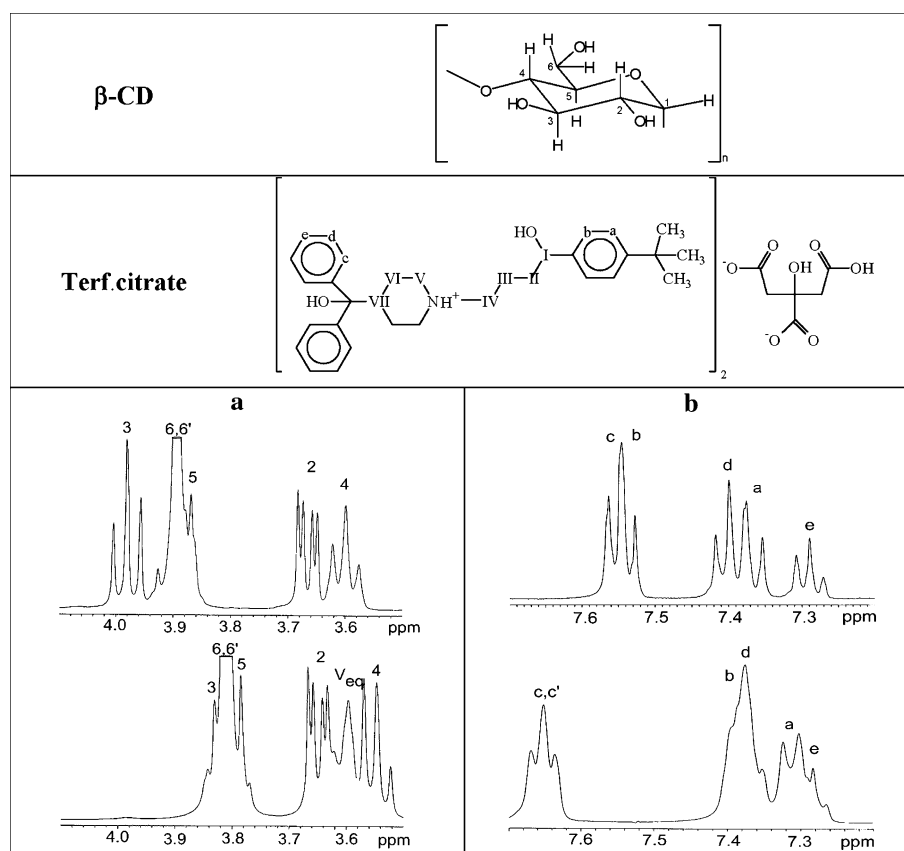 β-CD
H OH
6 H
H
4
O
5
H
O
1
H
HO
3
H
2
OH
H
n
Terf.citrate
e d
c
HO
VI V
VII
NH+
IV
III II
HO
I
b a
CH3
CH3
CH3
2
O
-O
OH
O
OH
-O
O
a
3
6,6'
5
2
4
4.0 3.9 3.8 3.7 3.6 ppm
6,6'
3
5
2
Veq
4
4.0 3.9 3.8 3.7 3.6 ppm
b
c b
d
a
e
7.6 7.5 7.4 7.3 ppm
c,c'
d
b
a
e
7.6 7.5 7.4 7.3 ppm